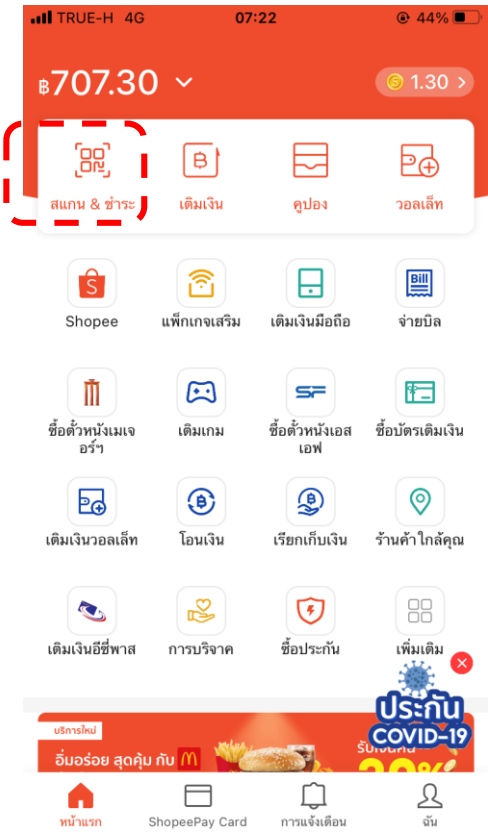 TRUE-H 4G 07:22 44%
฿707.30 1.30 >
สแกน & ชำระ เติมเงิน คูปอง วอลเล็ท
Bill
Shopee แพ็กเกจเสริม เติมเงินมือถือ จ่ายบิล
SF
ซื้อตั๋วหนังเมเจ ซื้อตั๋วหนังเอส
อร์ฯ เติมเกม เอฟ ซื้อบัตรเติมเงิน
เติมเงินวอลเล็ท โอนเงิน เรียกเก็บเงิน ร้านค้าใกล้คุณ
เติมเงินอีซี่พาส การบริจาค ซื้อประกัน เพิ่มเติม
ประกัน
COVID-19
บริการใหม่
อิ่มอร่อย สุดคุ้ม กับ
หน้าแรก ShopeePay Card การแจ้งเตือน ฉัน